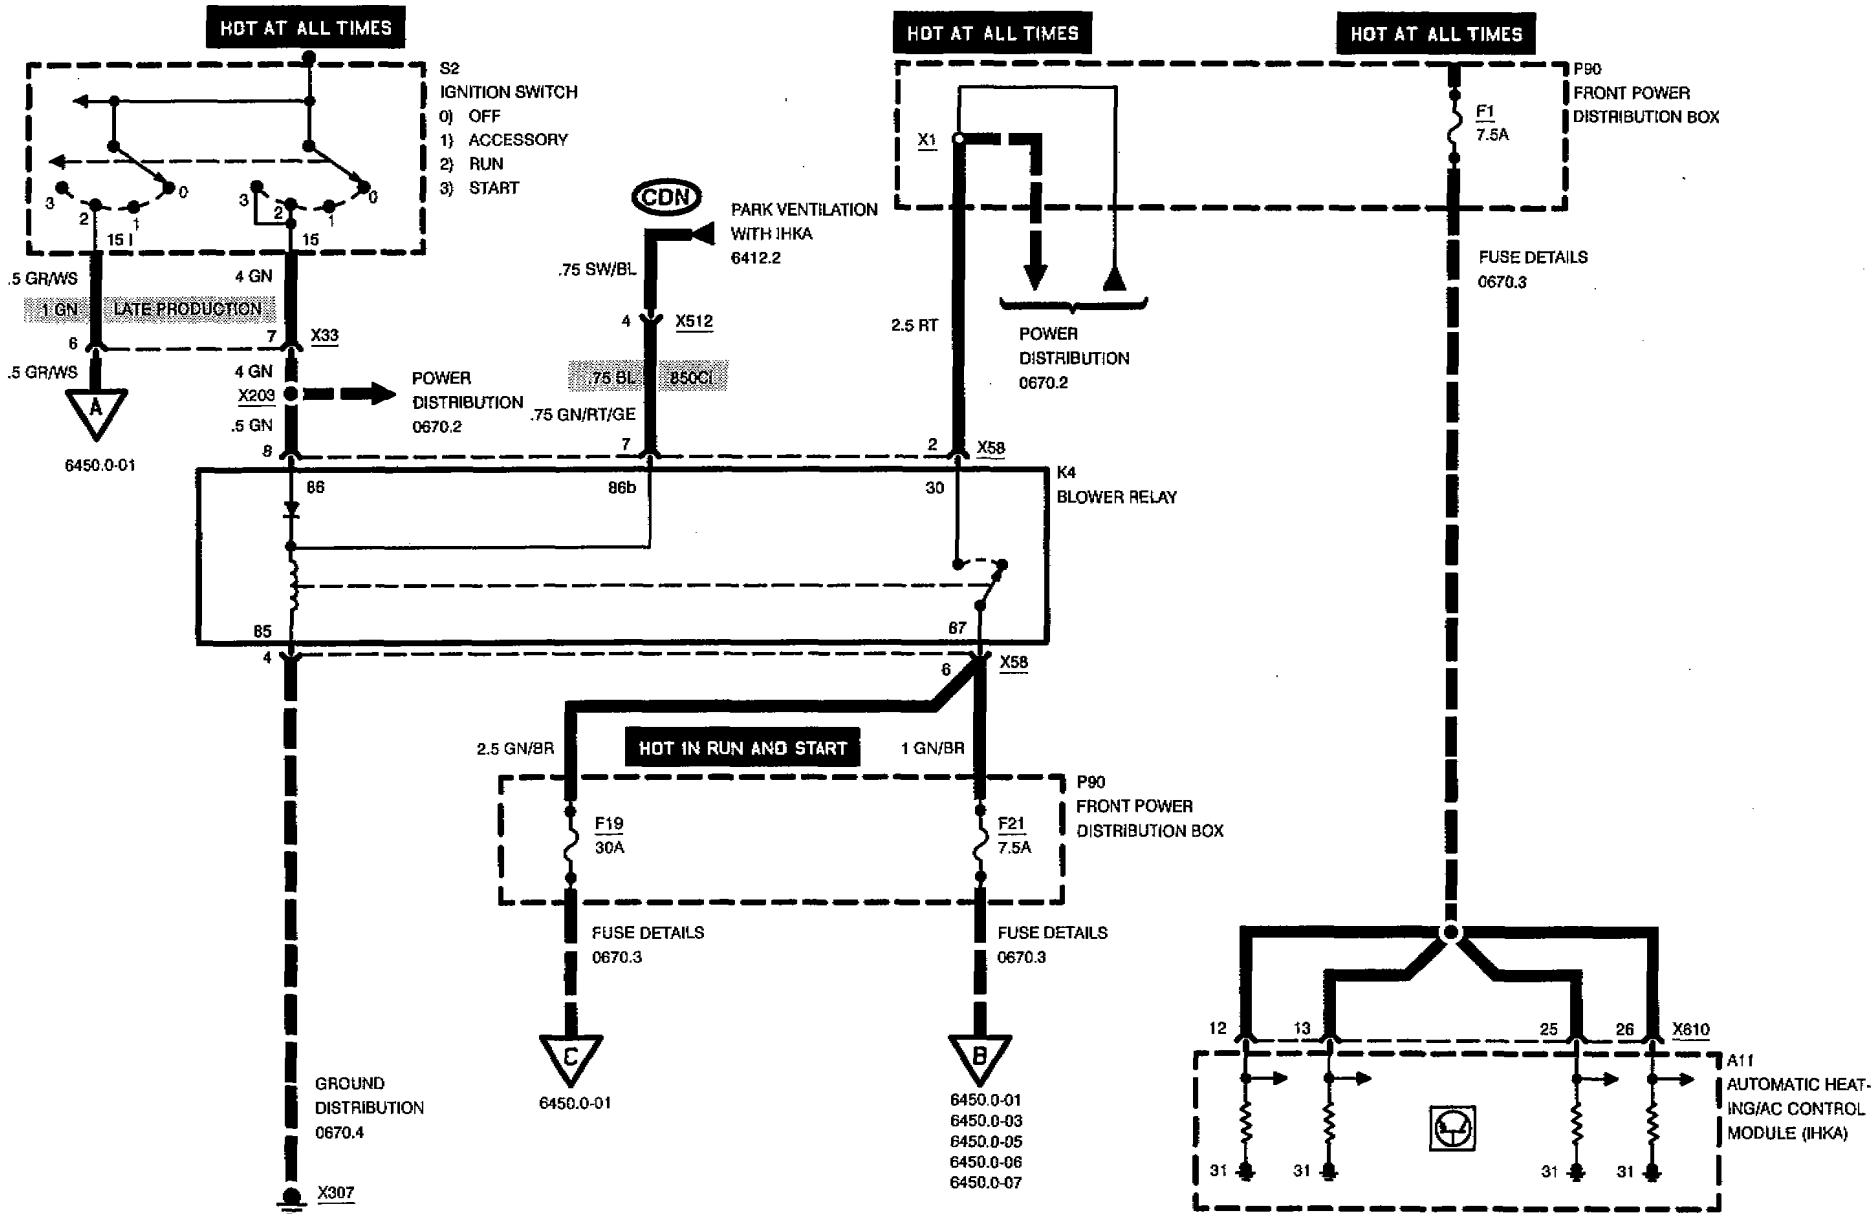 HOT AT ALL TIMES
HOT AT ALL TIMES
HOT AT ALL TIMES
S2
IGNITION SWITCH
0) OFF
1) ACCESSORY
2) RUN
3) START
3
2
1
0
15 I
3
2
1
0
15
.5 GR/WS
4 GN
1 GN
LATE PRODUCTION
6
7
X33
.5 GR/WS
4 GN
X203
.5 GN
A
6450.0-01
POWER
DISTRIBUTION
0670.2
CDN
PARK VENTILATION
WITH IHKA
6412.2
.75 SW/BL
4
X512
.75 BL
850CI
.75 GN/RT/GE
X1
2.5 RT
POWER
DISTRIBUTION
0670.2
P90
FRONT POWER
DISTRIBUTION BOX
F1
7.5A
FUSE DETAILS
0670.3
8
7
2
X58
86
86b
30
K4
BLOWER RELAY
85
87
4
6
X58
2.5 GN/BR
HOT IN RUN AND START
1 GN/BR
P90
FRONT POWER
DISTRIBUTION BOX
F19
30A
F21
7.5A
FUSE DETAILS
0670.3
FUSE DETAILS
0670.3
C
6450.0-01
B
6450.0-01
6450.0-03
6450.0-05
6450.0-06
6450.0-07
GROUND
DISTRIBUTION
0670.4
X307
12
13
25
26
X610
A11
AUTOMATIC HEAT-
ING/AC CONTROL
MODULE (IHKA)
31
31
31
31